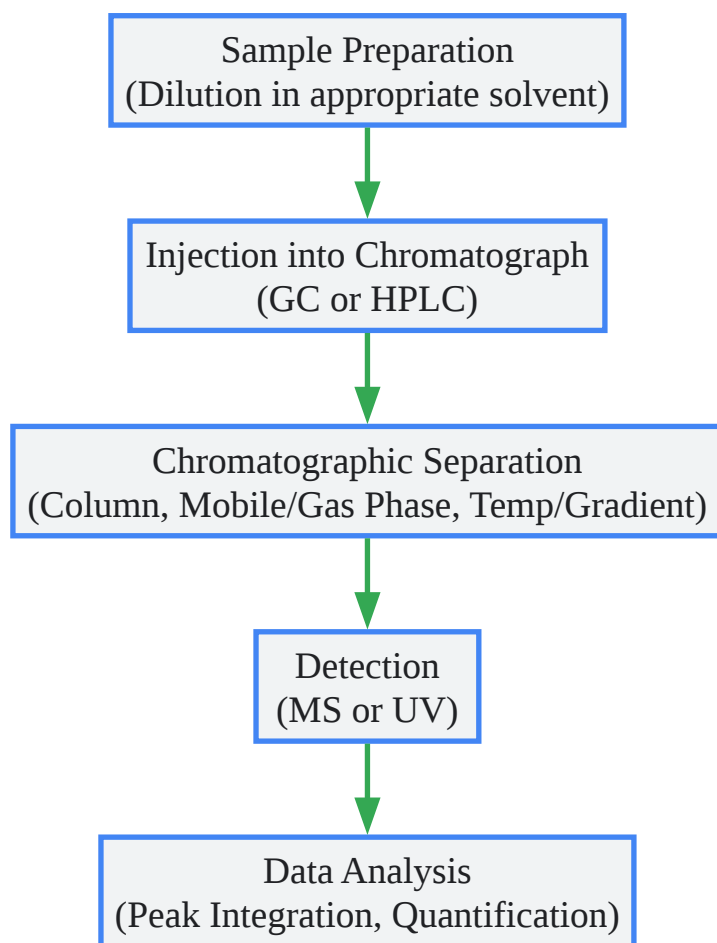 Sample Preparation
(Dilution in appropriate solvent)
Injection into Chromatograph
(GC or HPLC)
Chromatographic Separation
(Column, Mobile/Gas Phase, Temp/Gradient)
Detection
(MS or UV)
Data Analysis
(Peak Integration, Quantification)